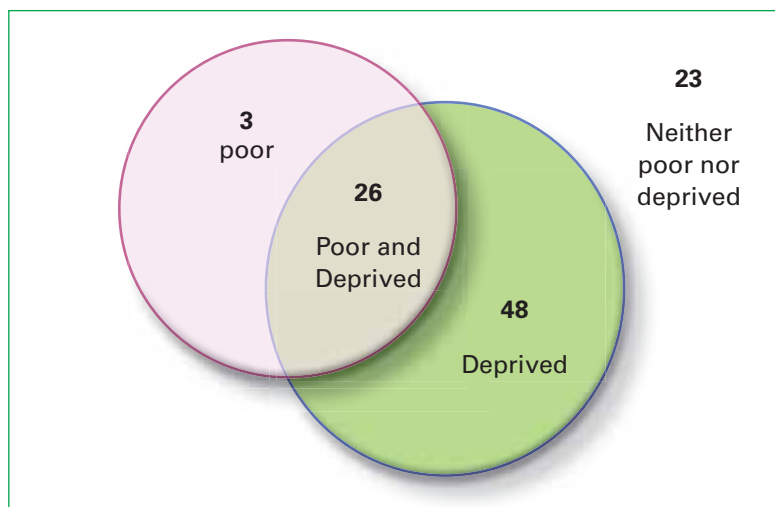 3
poor
26
Poor and
Deprived
48
Deprived
23
Neither
poor nor
deprived